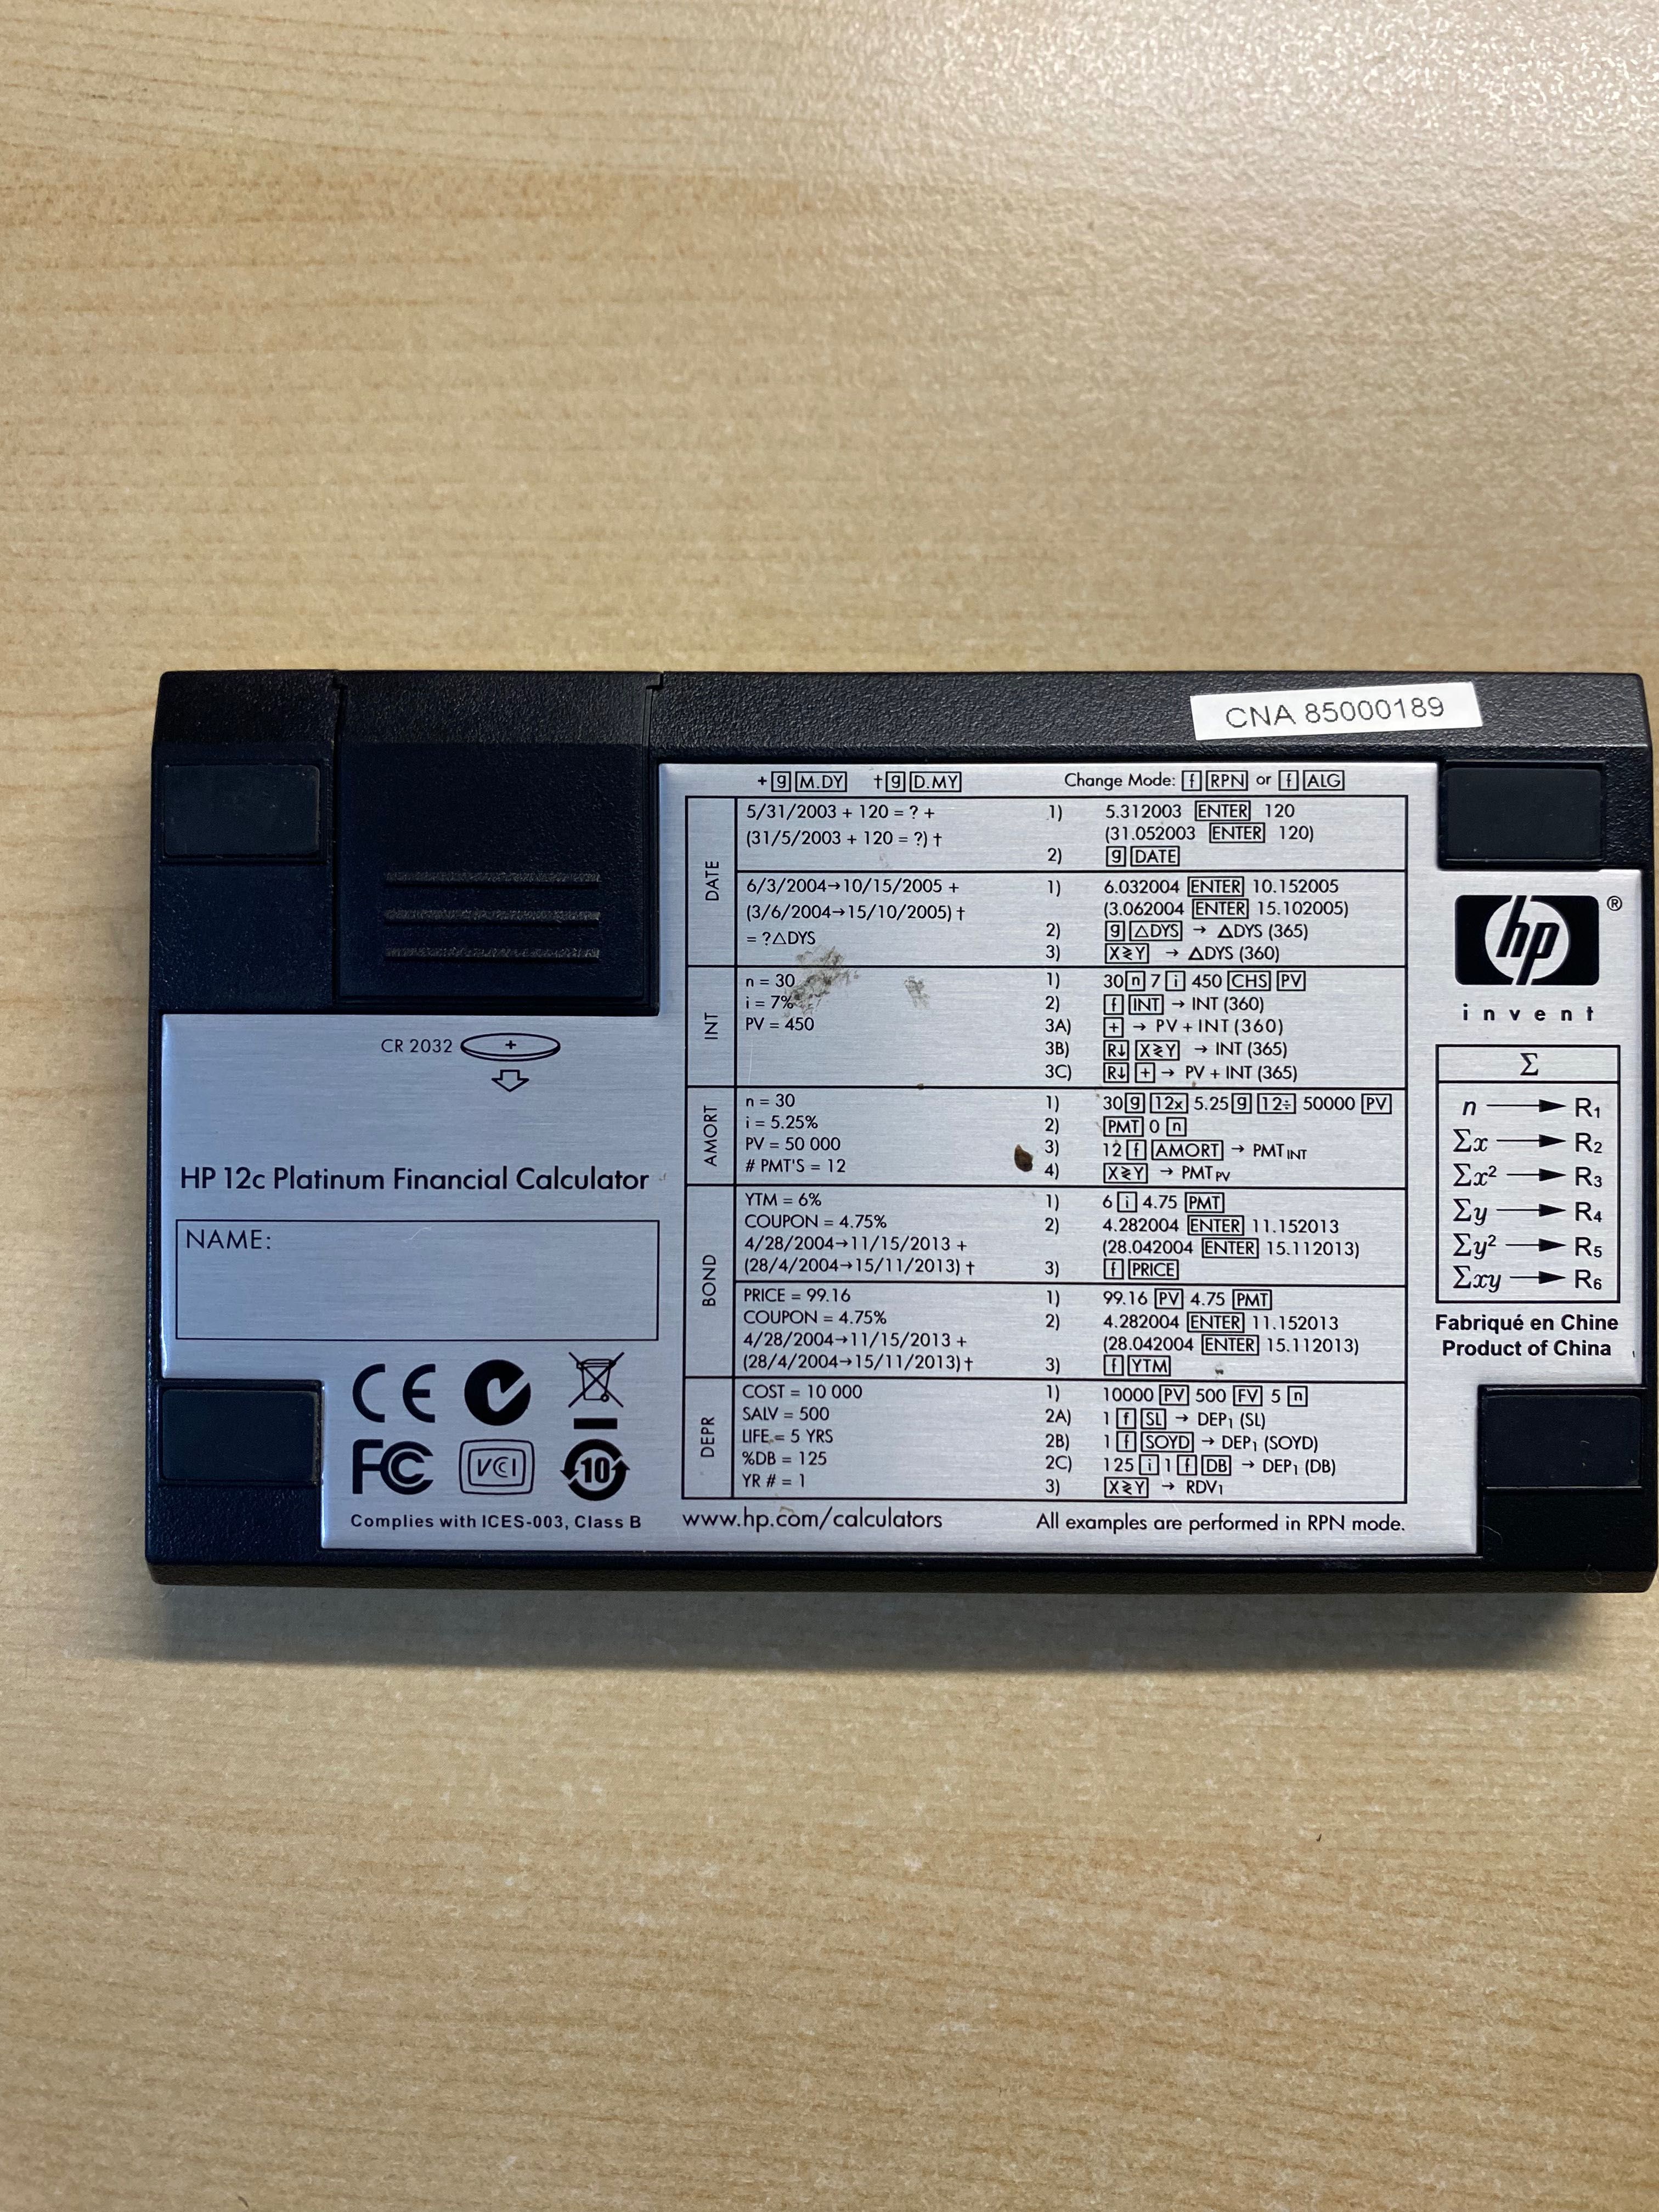 CNA 85000189
+ g M.DY † g D.MY Change Mode: f RPN or f ALG
DATE
5/31/2003 + 120 = ? + 1) 5.312003 ENTER 120
(31/5/2003 + 120 = ?) † (31.052003 ENTER 120)
2) g DATE
6/3/2004→10/15/2005 + 1) 6.032004 ENTER 10.152005
(3/6/2004→15/10/2005) † (3.062004 ENTER 15.102005)
= ?△DYS 2) g △DYS → △DYS (365)
3) X≷Y → △DYS (360)
INT
n = 30 1) 30 n 7 i 450 CHS PV
i = 7% 2) f INT → INT (360)
PV = 450 3A) + → PV + INT (360)
3B) R↓ X≷Y → INT (365)
3C) R↓ + → PV + INT (365)
AMORT
n = 30 1) 30 g 12x 5.25 g 12÷ 50000 PV
i = 5.25% 2) PMT 0 n
PV = 50 000 3) 12 f AMORT → PMT INT
# PMT'S = 12 4) X≷Y → PMT PV
BOND
YTM = 6% 1) 6 i 4.75 PMT
COUPON = 4.75% 2) 4.282004 ENTER 11.152013
4/28/2004→11/15/2013 + (28.042004 ENTER 15.112013)
(28/4/2004→15/11/2013) † 3) f PRICE
PRICE = 99.16 1) 99.16 PV 4.75 PMT
COUPON = 4.75% 2) 4.282004 ENTER 11.152013
4/28/2004→11/15/2013 + (28.042004 ENTER 15.112013)
(28/4/2004→15/11/2013) † 3) f YTM
DEPR
COST = 10 000 1) 10000 PV 500 FV 5 n
SALV = 500 2A) 1 f SL → DEP₁ (SL)
LIFE = 5 YRS 2B) 1 f SOYD → DEP₁ (SOYD)
%DB = 125 2C) 125 i 1 f DB → DEP₁ (DB)
YR # = 1 3) X≷Y → RDV₁
www.hp.com/calculators All examples are performed in RPN mode.
CR 2032 +
HP 12c Platinum Financial Calculator
NAME:
CE
FC VCI 10
Complies with ICES-003, Class B
hp ®
invent
Σ
n → R₁
Σx → R₂
Σx² → R₃
Σy → R₄
Σy² → R₅
Σxy → R₆
Fabriqué en Chine
Product of China